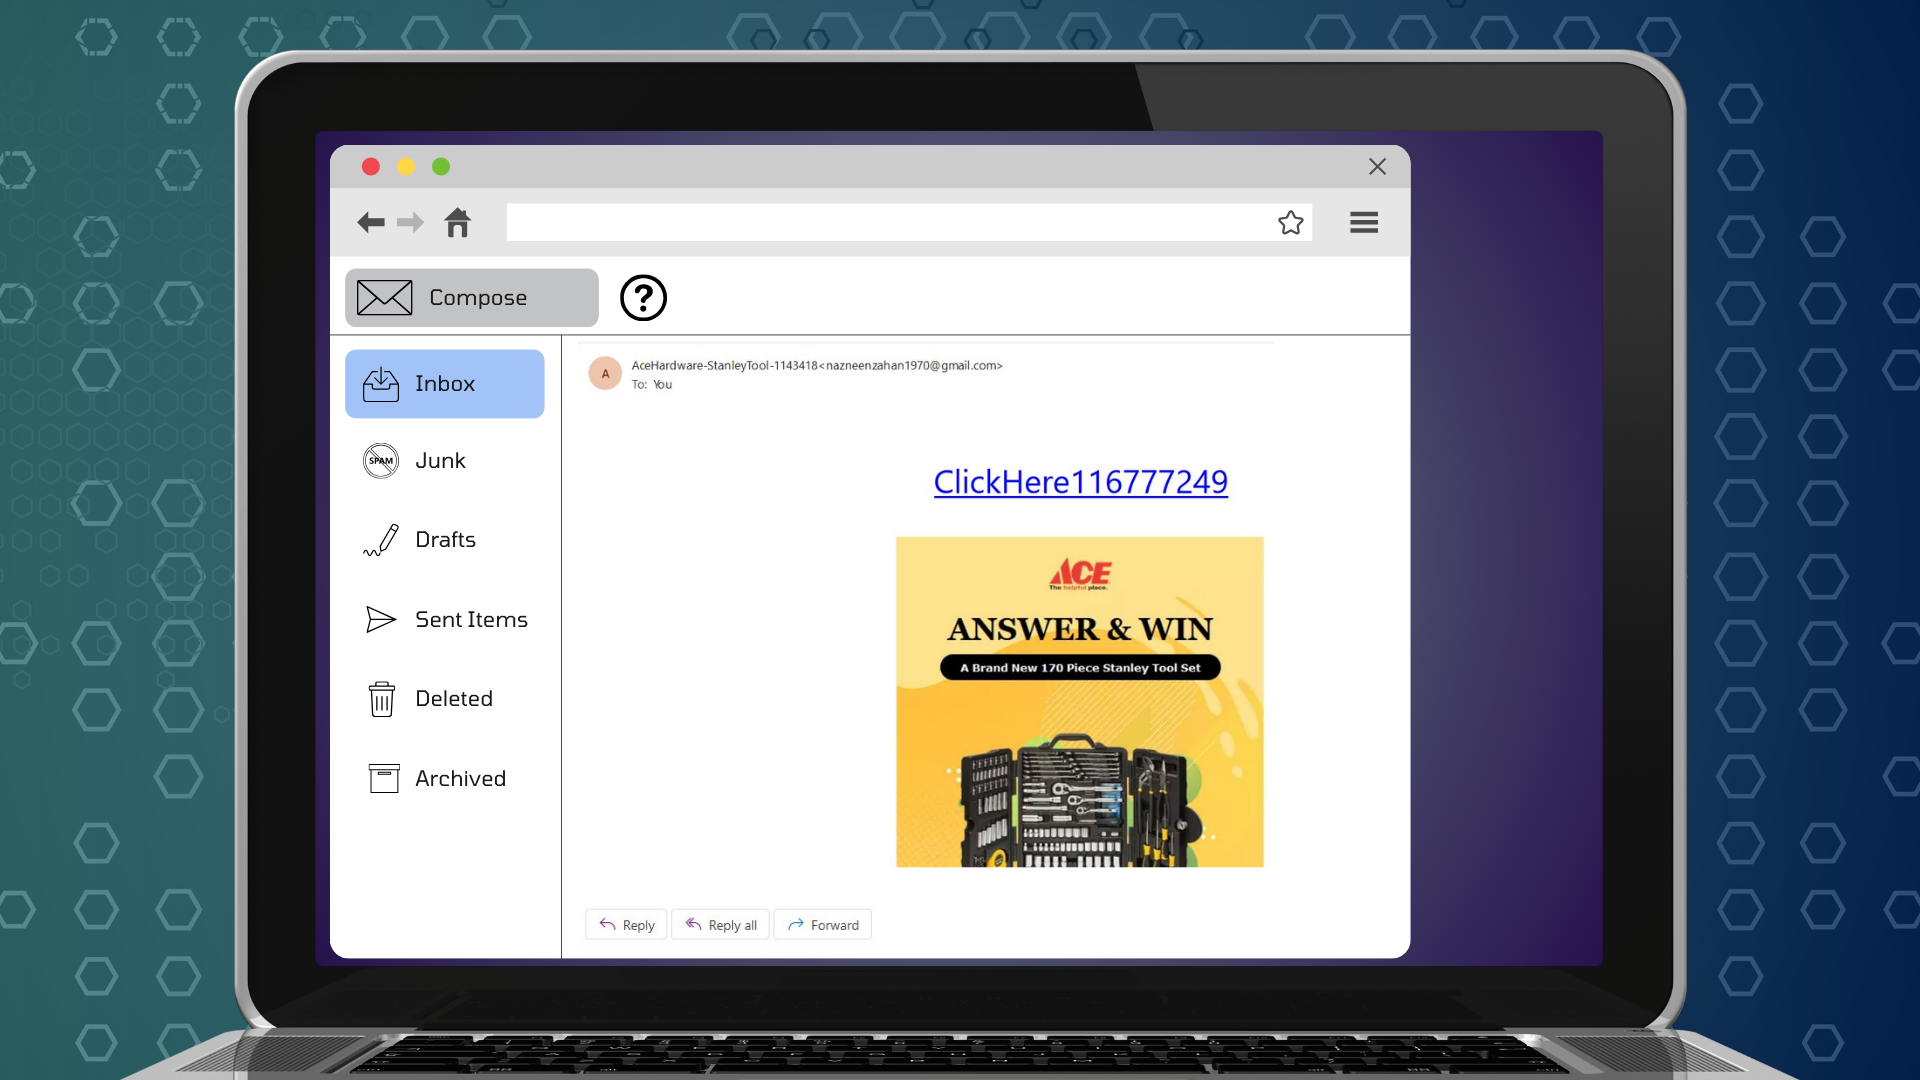 Compose
?
Inbox
SPAM
Junk
Drafts
Sent Items
Deleted
Archived
A
AceHardware-StanleyTool-1143418<nazneenzahan1970@gmail.com>
To: You
ClickHere116777249
ACE
The helpful place.
ANSWER & WIN
A Brand New 170 Piece Stanley Tool Set
Reply
Reply all
Forward